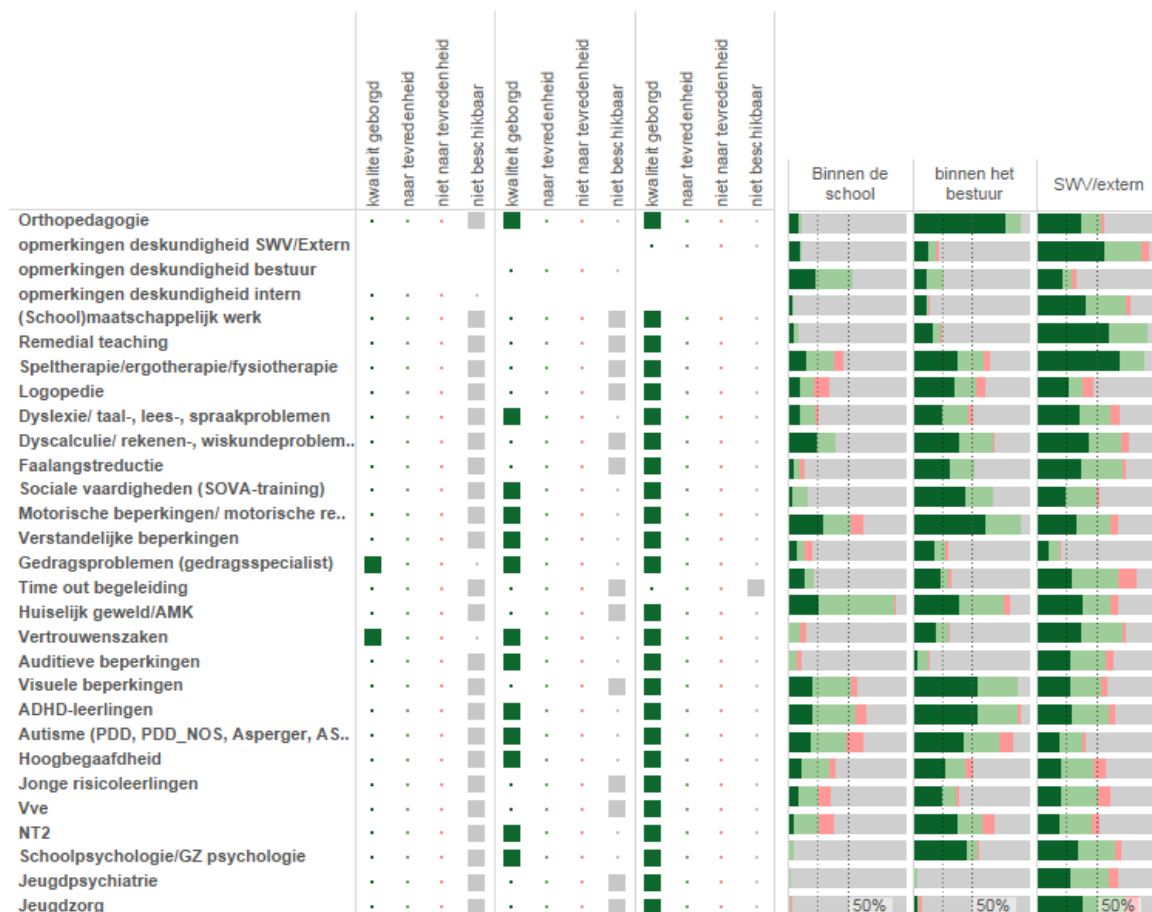 kwaliteit geborgd
naar tevredenheid
niet naar tevredenheid
niet beschikbaar
kwaliteit geborgd
naar tevredenheid
niet naar tevredenheid
niet beschikbaar
kwaliteit geborgd
naar tevredenheid
niet naar tevredenheid
niet beschikbaar
Binnen de
school
binnen het
bestuur
SWV/extern
Orthopedagogie
opmerkingen deskundigheid SWV/Extern
opmerkingen deskundigheid bestuur
opmerkingen deskundigheid intern
(School)maatschappelijk werk
Remedial teaching
Speltherapie/ergotherapie/fysiotherapie
Logopedie
Dyslexie/ taal-, lees-, spraakproblemen
Dyscalculie/ rekenen-, wiskundeproblem..
Faalangstreductie
Sociale vaardigheden (SOVA-training)
Motorische beperkingen/ motorische re..
Verstandelijke beperkingen
Gedragsproblemen (gedragsspecialist)
Time out begeleiding
Huiselijk geweld/AMK
Vertrouwenszaken
Auditieve beperkingen
Visuele beperkingen
ADHD-leerlingen
Autisme (PDD, PDD_NOS, Asperger, AS..
Hoogbegaafdheid
Jonge risicoleerlingen
Vve
NT2
Schoolpsychologie/GZ psychologie
Jeugdpsychiatrie
Jeugdzorg
50%
50%
50%